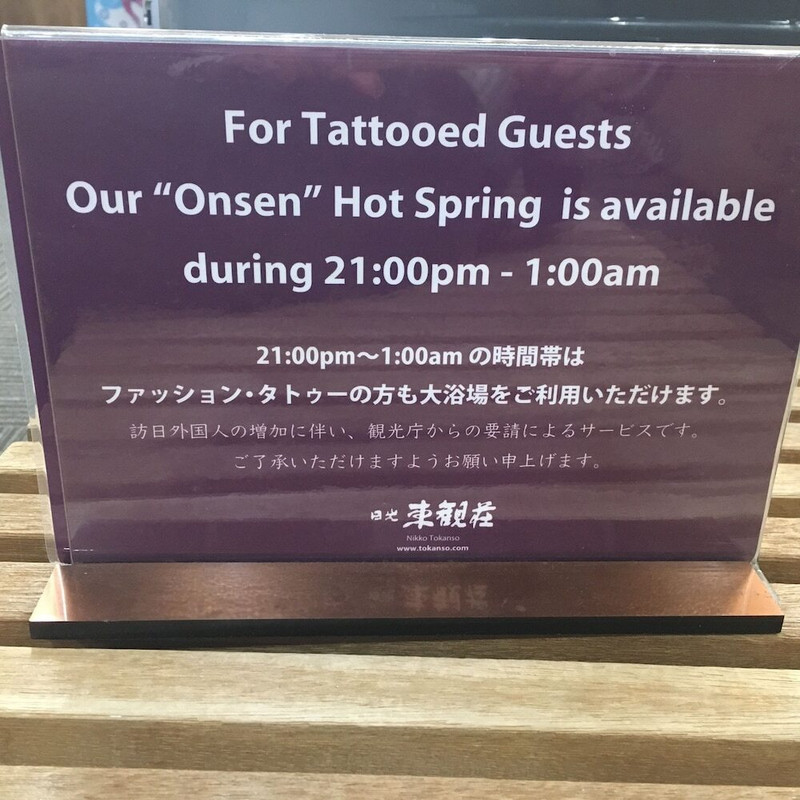 For Tattooed Guests
Our “Onsen” Hot Spring is available
during 21:00pm - 1:00am
21:00pm～1:00am の時間帯は
ファッション・タトゥーの方も大浴場をご利用いただけます。
訪日外国人の増加に伴い、観光庁からの要請によるサービスです。
ご了承いただけますようお願い申上げます。
日光 東観荘
Nikko Tokanso
www.tokanso.com